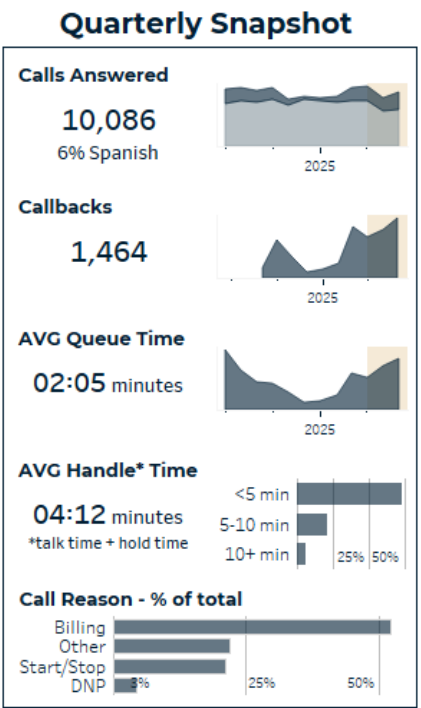 Quarterly Snapshot
Calls Answered
10,086
6% Spanish
2025
Callbacks
1,464
2025
AVG Queue Time
02:05 minutes
2025
AVG Handle* Time
04:12 minutes
*talk time + hold time
<5 min
5-10 min
10+ min
25%
50%
Call Reason - % of total
Billing
Other
Start/Stop
DNP
3%
25%
50%